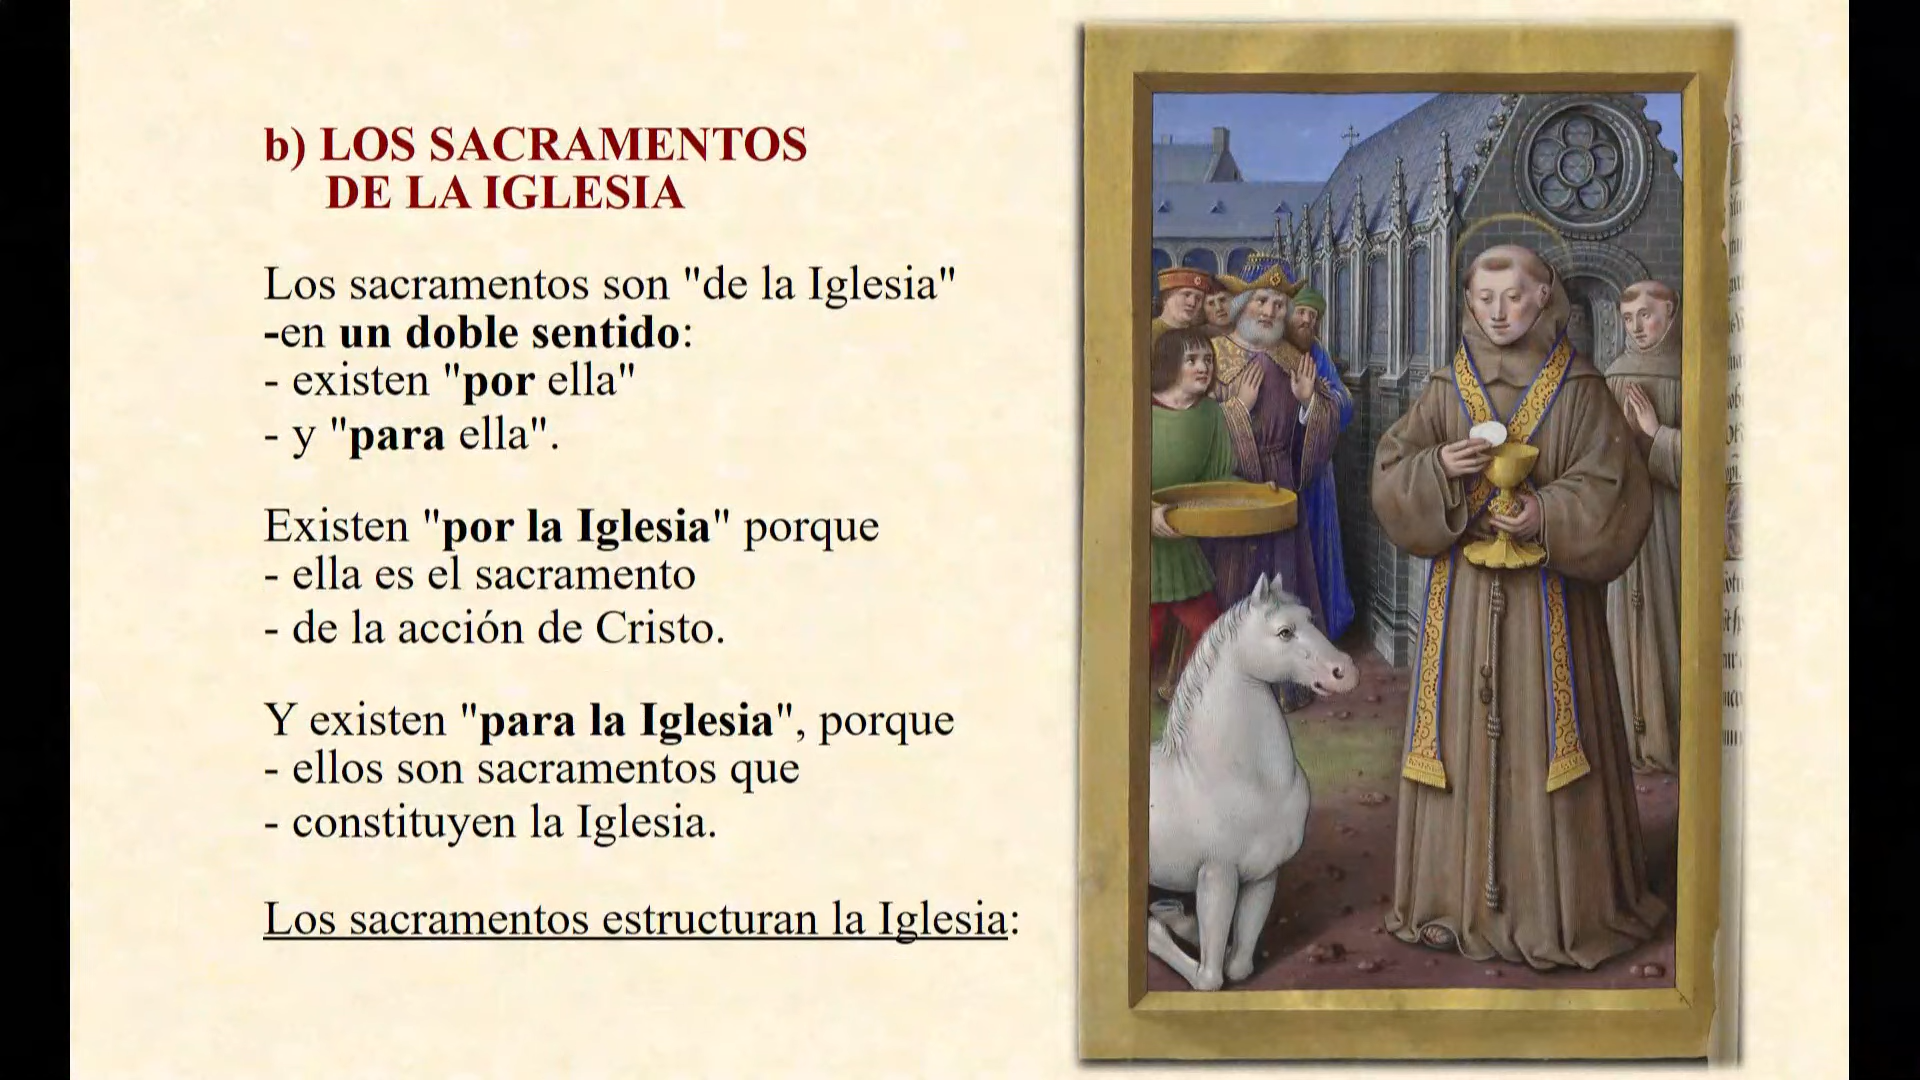 b) LOS SACRAMENTOS
DE LA IGLESIA
Los sacramentos son "de la Iglesia"
-en un doble sentido:
- existen "por ella"
- y "para ella".
Existen "por la Iglesia" porque
- ella es el sacramento
- de la acción de Cristo.
Y existen "para la Iglesia", porque
- ellos son sacramentos que
- constituyen la Iglesia.
Los sacramentos estructuran la Iglesia: